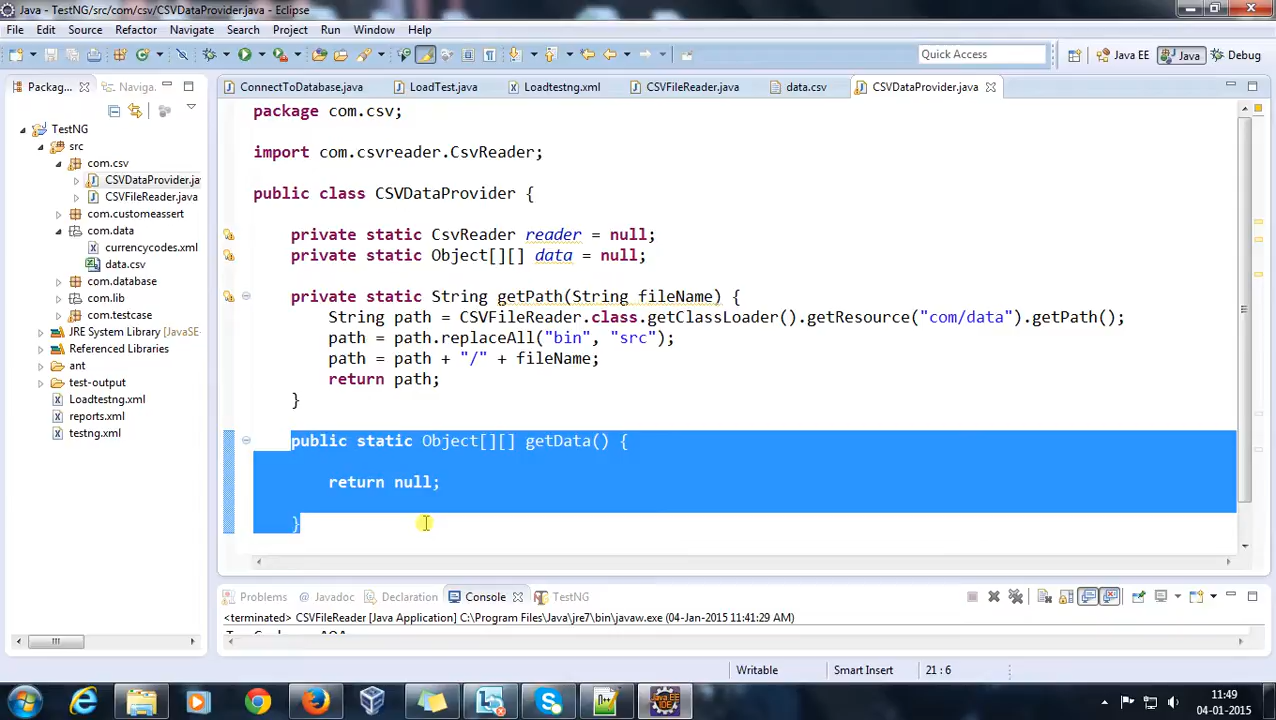 Java - TestNG/src/com/csv/CSVDataProvider.java - Eclipse
File Edit Source Refactor Navigate Search Project Run Window Help
Quick Access Java EE Java Debug
Packag... Naviga.
ConnectToDatabase.java LoadTest.java Loadtestng.xml CSVFileReader.java data.csv CSVDataProvider.java
TestNG
src
com.csv
CSVDataProvider.ja
CSVFileReader.java
com.customeassert
com.data
currencycodes.xml
data.csv
com.database
com.lib
com.testcase
JRE System Library [JavaSE-
Referenced Libraries
ant
test-output
Loadtestng.xml
reports.xml
testng.xml
package com.csv;
import com.csvreader.CsvReader;
public class CSVDataProvider {
private static CsvReader reader = null;
private static Object[][] data = null;
private static String getPath(String fileName) {
String path = CSVFileReader.class.getClassLoader().getResource("com/data").getPath();
path = path.replaceAll("bin", "src");
path = path + "/" + fileName;
return path;
}
public static Object[][] getData() {
return null;
}
Problems Javadoc Declaration Console TestNG
<terminated> CSVFileReader [Java Application] C:\Program Files\Java\jre7\bin\javaw.exe (04-Jan-2015 11:41:29 AM)
Writable Smart Insert 21 : 6
11:49
04-01-2015